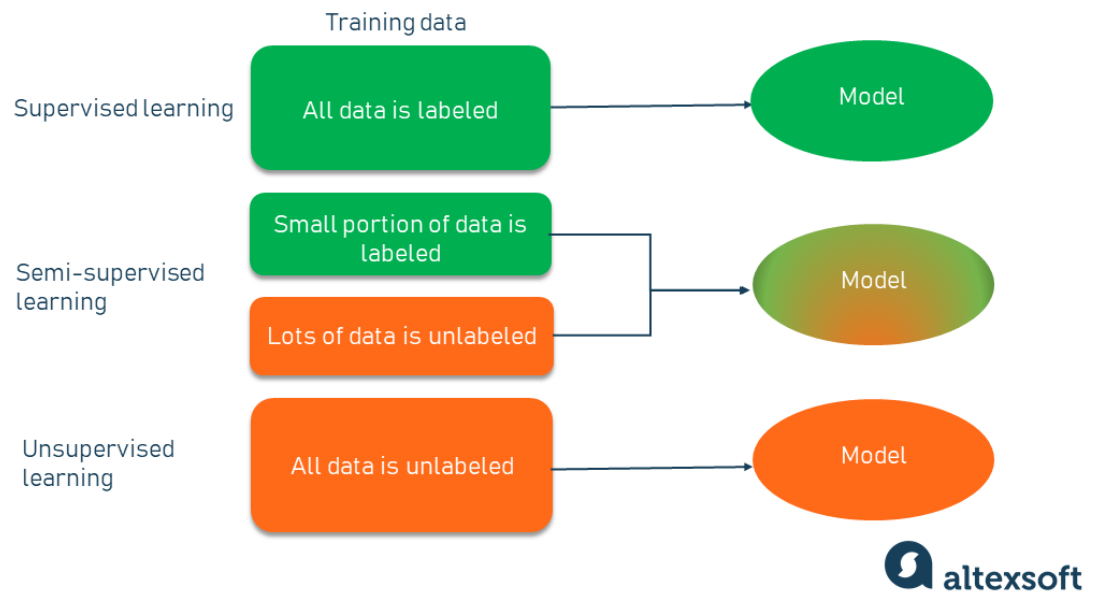 Training data
Supervised learning
All data is labeled
Model
Small portion of data is
labeled
Semi-supervised
learning
Model
Lots of data is unlabeled
Unsupervised
learning
All data is unlabeled
Model
altexsoft